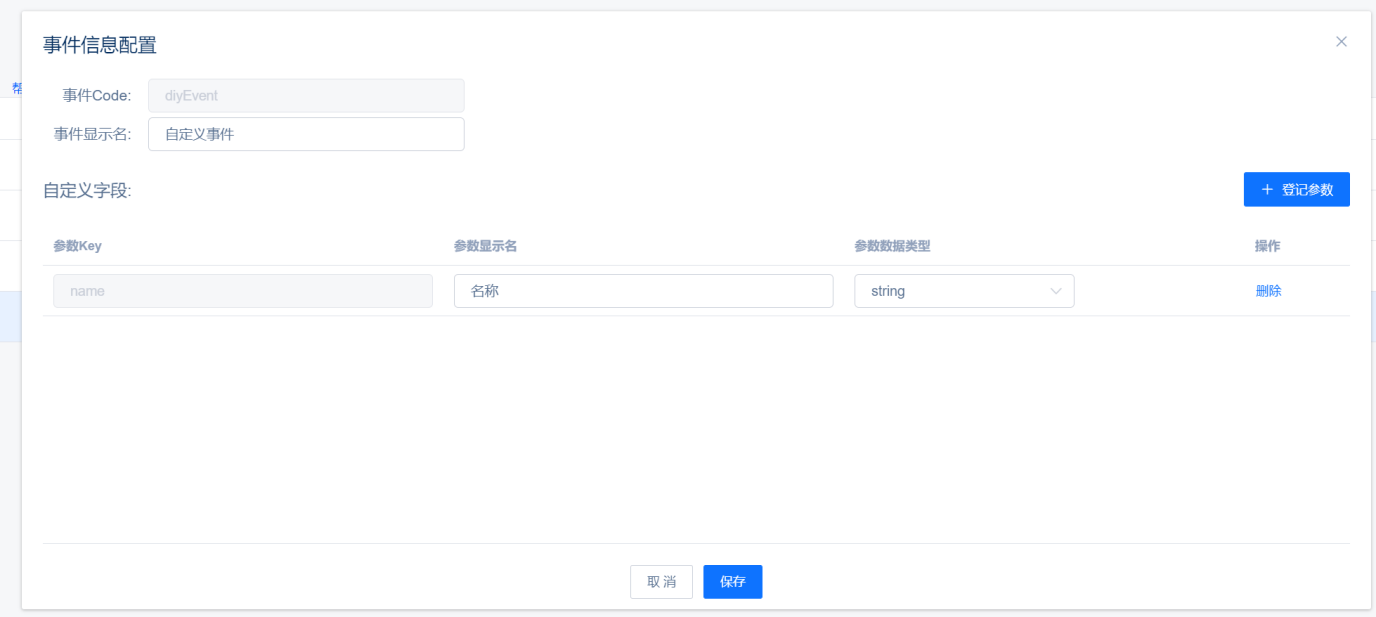 事件信息配置
帮
事件Code: diyEvent
事件显示名: 自定义事件
自定义字段:
登记参数
参数Key 参数显示名 参数数据类型 操作
name 名称 string 删除
取消 保存